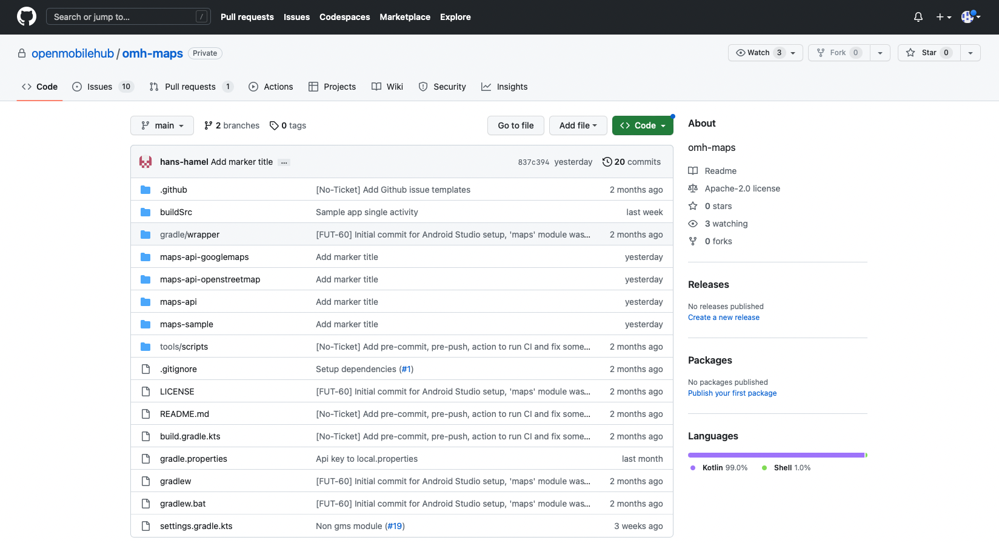 Search or jump to... /
Pull requests Issues Codespaces Marketplace Explore
openmobilehub / omh-maps Private
Watch 3 Fork 0 Star 0
Code Issues 10 Pull requests 1 Actions Projects Wiki Security Insights
main 2 branches 0 tags Go to file Add file Code
hans-hamel Add marker title ... 837c394 yesterday 20 commits
.github [No-Ticket] Add Github issue templates 2 months ago
buildSrc Sample app single activity last week
gradle/wrapper [FUT-60] Initial commit for Android Studio setup, 'maps' module was... 2 months ago
maps-api-googlemaps Add marker title yesterday
maps-api-openstreetmap Add marker title yesterday
maps-api Add marker title yesterday
maps-sample Add marker title yesterday
tools/scripts [No-Ticket] Add pre-commit, pre-push, action to run CI and fix some... 2 months ago
.gitignore Setup dependencies (#1) 2 months ago
LICENSE [FUT-60] Initial commit for Android Studio setup, 'maps' module was... 2 months ago
README.md [No-Ticket] Add pre-commit, pre-push, action to run CI and fix some... 2 months ago
build.gradle.kts [No-Ticket] Add pre-commit, pre-push, action to run CI and fix some... 2 months ago
gradle.properties Api key to local.properties last month
gradlew [FUT-60] Initial commit for Android Studio setup, 'maps' module was... 2 months ago
gradlew.bat [FUT-60] Initial commit for Android Studio setup, 'maps' module was... 2 months ago
settings.gradle.kts Non gms module (#19) 3 weeks ago
About
omh-maps
Readme
Apache-2.0 license
0 stars
3 watching
0 forks
Releases
No releases published
Create a new release
Packages
No packages published
Publish your first package
Languages
Kotlin 99.0% Shell 1.0%